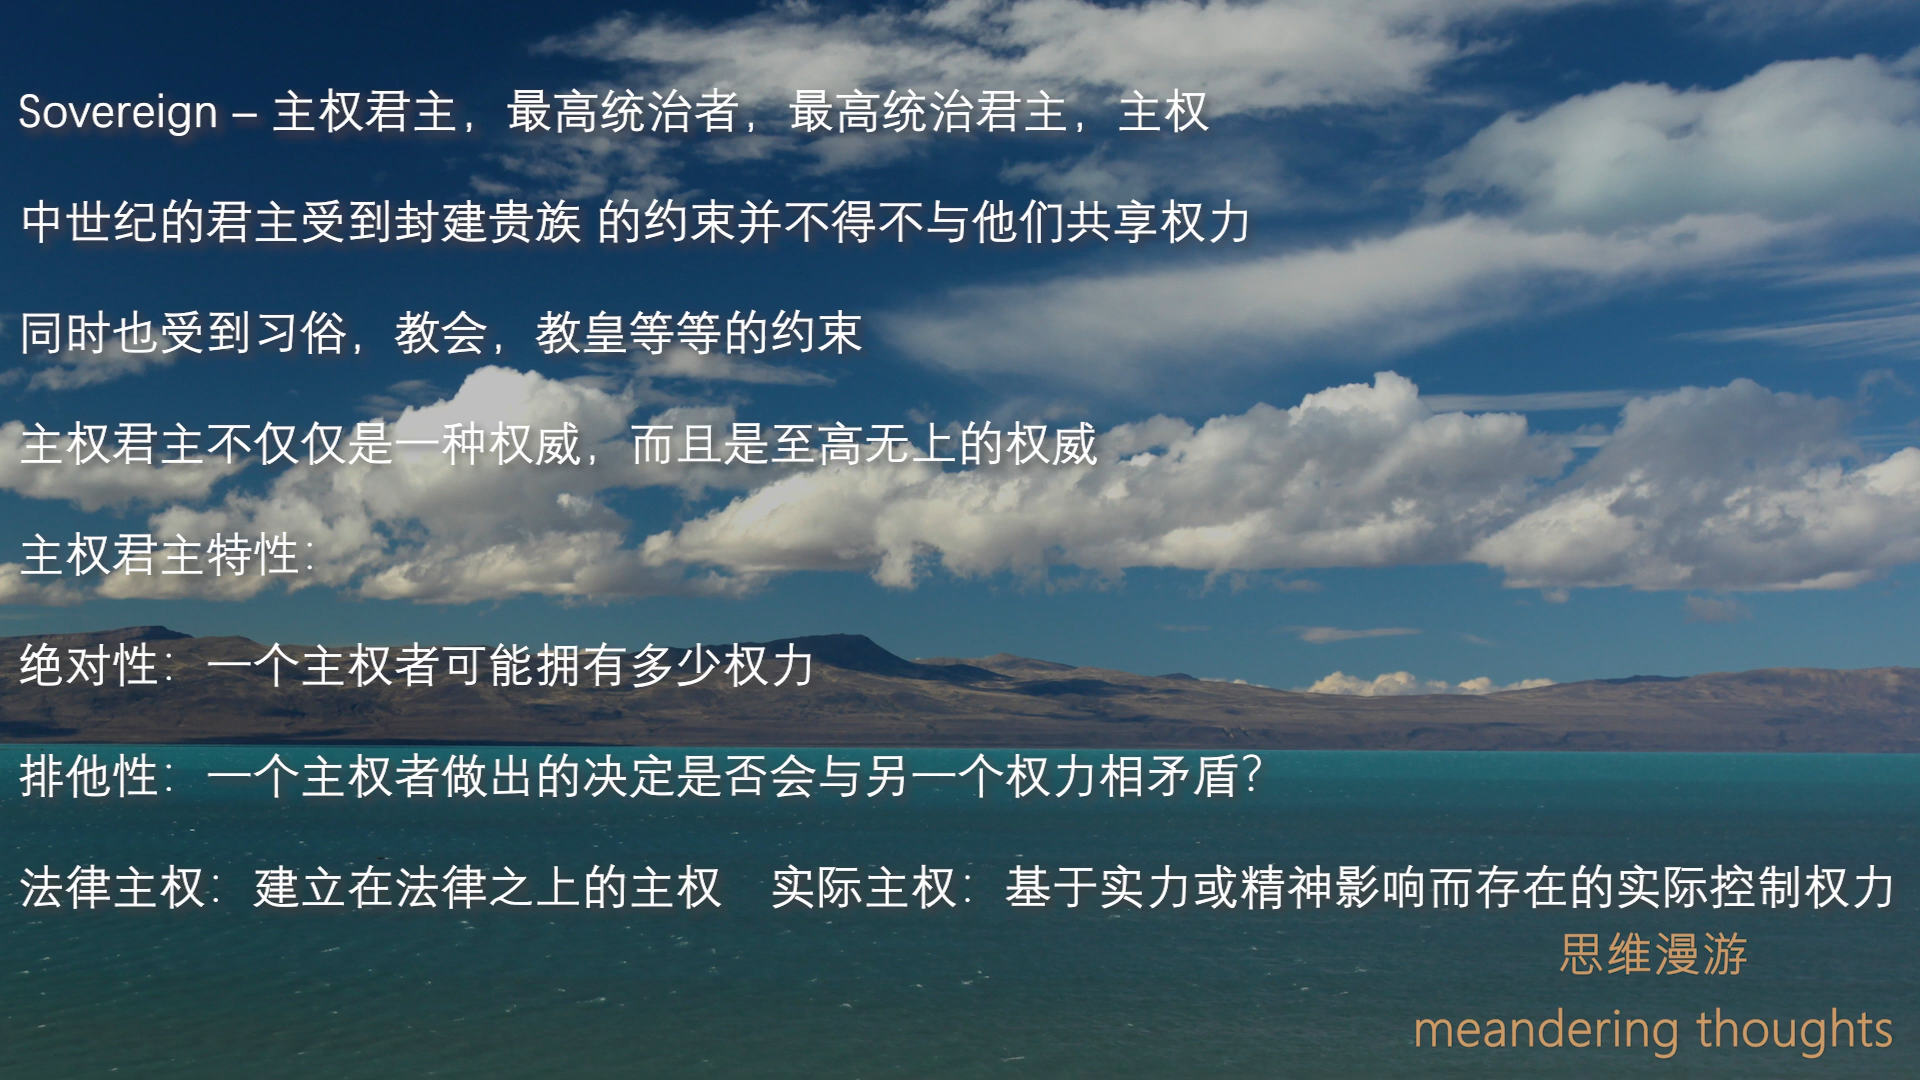 Sovereign – 主权君主，最高统治者，最高统治君主，主权
中世纪的君主受到封建贵族 的约束并不得不与他们共享权力
同时也受到习俗，教会，教皇等等的约束
主权君主不仅仅是一种权威，而且是至高无上的权威
主权君主特性：
绝对性：一个主权者可能拥有多少权力
排他性：一个主权者做出的决定是否会与另一个权力相矛盾？
法律主权：建立在法律之上的主权 实际主权：基于实力或精神影响而存在的实际控制权力
思维漫游
meandering thoughts